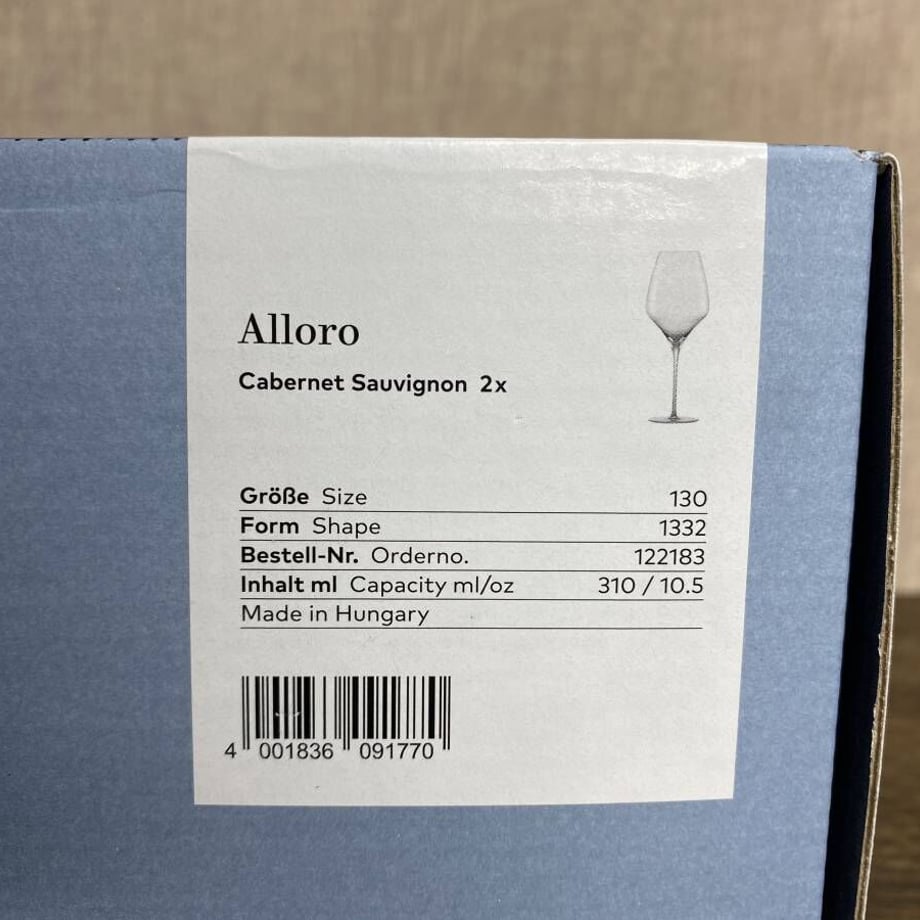 Alloro
Cabernet Sauvignon 2x
Größe Size 130
Form Shape 1332
Bestell-Nr. Orderno. 122183
Inhalt ml Capacity ml/oz 310 / 10.5
Made in Hungary
4 001836 091770